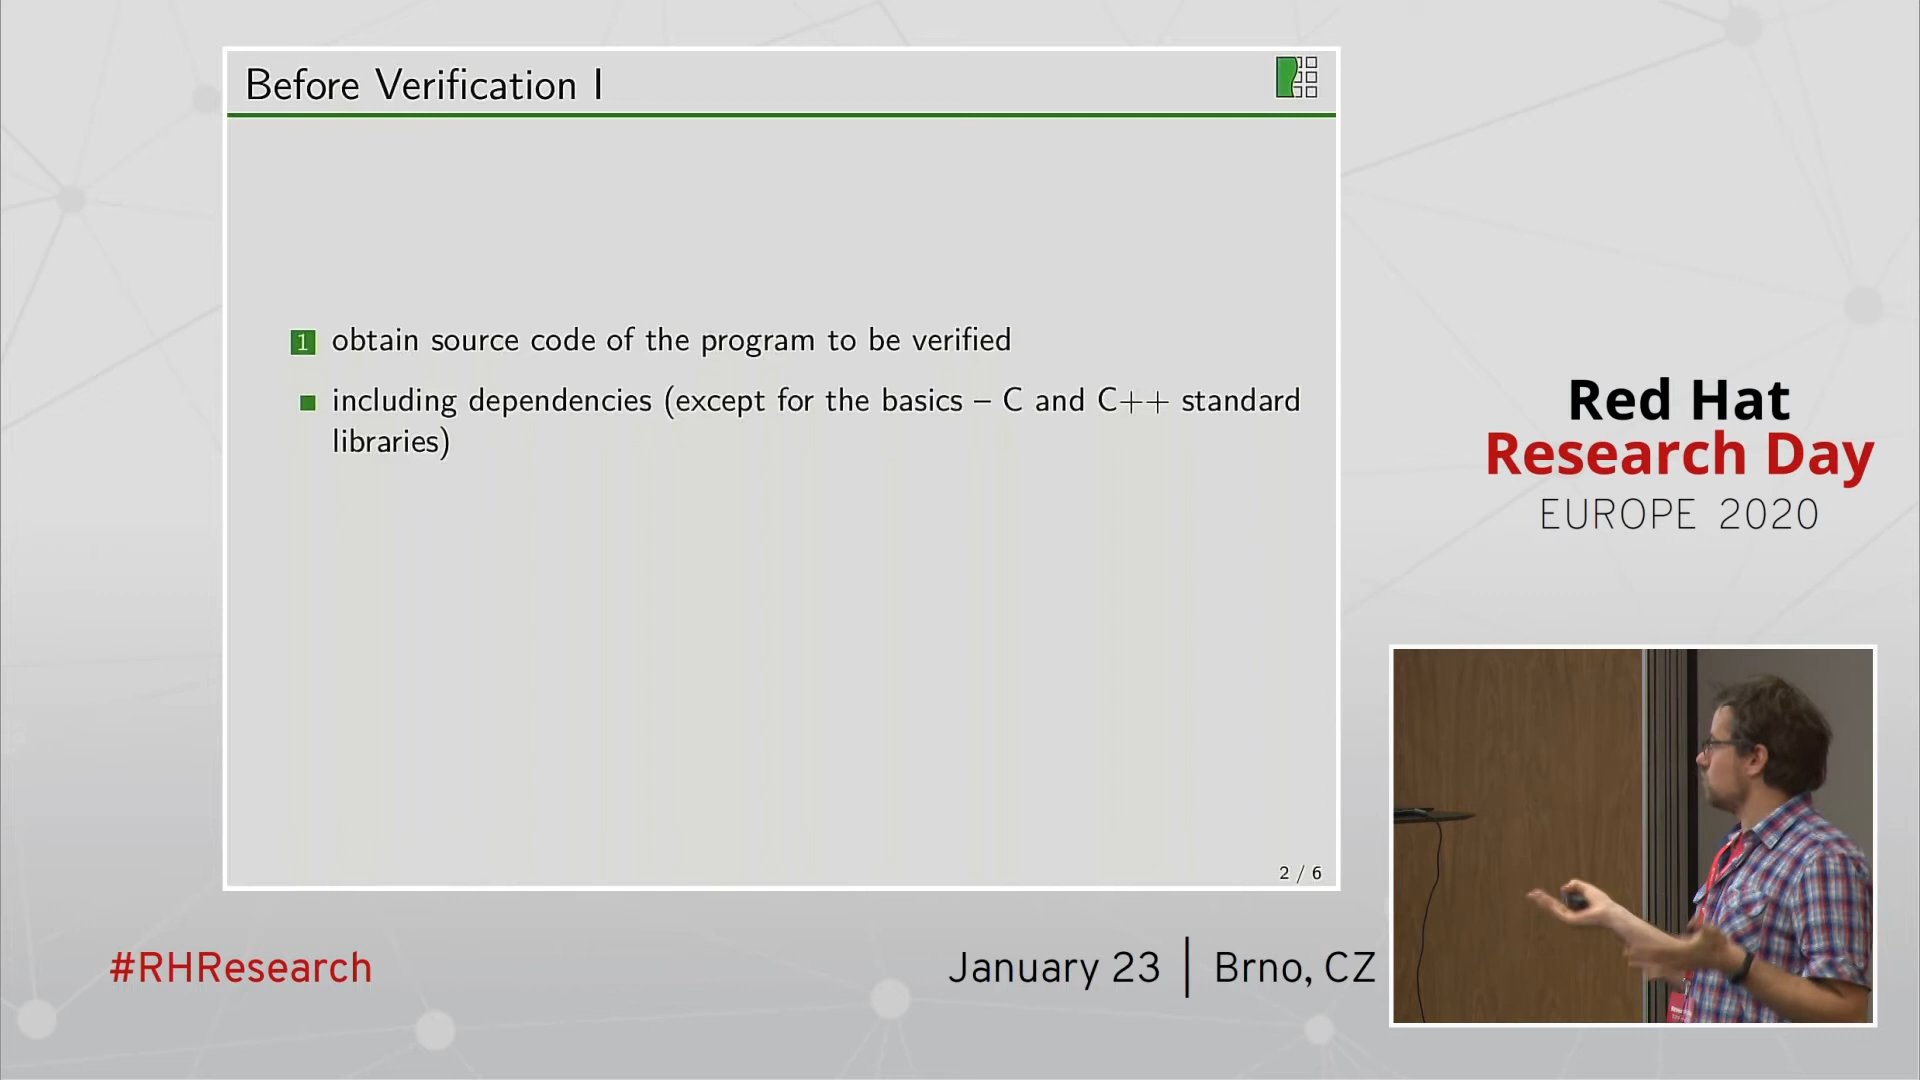 Before Verification I
1 obtain source code of the program to be verified
including dependencies (except for the basics – C and C++ standard
libraries)
2 / 6
Red Hat
Research Day
EUROPE 2020
#RHResearch
January 23 | Brno, CZ